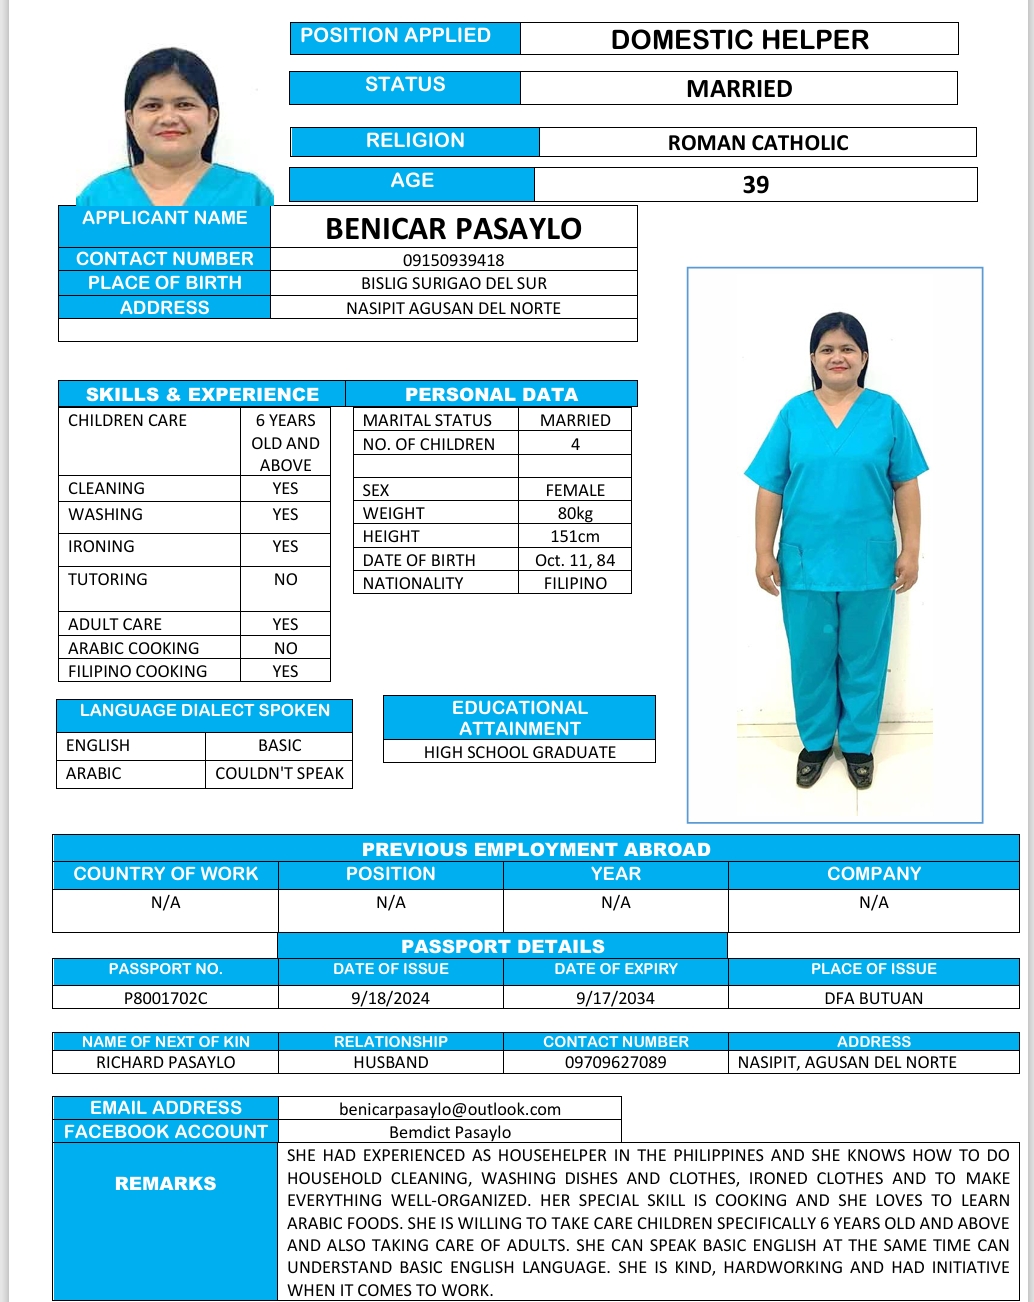 POSITION APPLIED DOMESTIC HELPER
STATUS MARRIED
RELIGION ROMAN CATHOLIC
AGE 39
APPLICANT NAME BENICAR PASAYLO
CONTACT NUMBER 09150939418
PLACE OF BIRTH BISLIG SURIGAO DEL SUR
ADDRESS NASIPIT AGUSAN DEL NORTE
SKILLS & EXPERIENCE
CHILDREN CARE 6 YEARS
OLD AND
ABOVE
CLEANING YES
WASHING YES
IRONING YES
TUTORING NO
ADULT CARE YES
ARABIC COOKING NO
FILIPINO COOKING YES
PERSONAL DATA
MARITAL STATUS MARRIED
NO. OF CHILDREN 4
SEX FEMALE
WEIGHT 80kg
HEIGHT 151cm
DATE OF BIRTH Oct. 11, 84
NATIONALITY FILIPINO
LANGUAGE DIALECT SPOKEN
ENGLISH BASIC
ARABIC COULDN'T SPEAK
EDUCATIONAL
ATTAINMENT
HIGH SCHOOL GRADUATE
PREVIOUS EMPLOYMENT ABROAD
COUNTRY OF WORK POSITION YEAR COMPANY
N/A N/A N/A N/A
PASSPORT DETAILS
PASSPORT NO. DATE OF ISSUE DATE OF EXPIRY PLACE OF ISSUE
P8001702C 9/18/2024 9/17/2034 DFA BUTUAN
NAME OF NEXT OF KIN RELATIONSHIP CONTACT NUMBER ADDRESS
RICHARD PASAYLO HUSBAND 09709627089 NASIPIT, AGUSAN DEL NORTE
EMAIL ADDRESS benicarpasaylo@outlook.com
FACEBOOK ACCOUNT Bemdict Pasaylo
REMARKS
SHE HAD EXPERIENCED AS HOUSEHELPER IN THE PHILIPPINES AND SHE KNOWS HOW TO DO
HOUSEHOLD CLEANING, WASHING DISHES AND CLOTHES, IRONED CLOTHES AND TO MAKE
EVERYTHING WELL-ORGANIZED. HER SPECIAL SKILL IS COOKING AND SHE LOVES TO LEARN
ARABIC FOODS. SHE IS WILLING TO TAKE CARE CHILDREN SPECIFICALLY 6 YEARS OLD AND ABOVE
AND ALSO TAKING CARE OF ADULTS. SHE CAN SPEAK BASIC ENGLISH AT THE SAME TIME CAN
UNDERSTAND BASIC ENGLISH LANGUAGE. SHE IS KIND, HARDWORKING AND HAD INITIATIVE
WHEN IT COMES TO WORK.